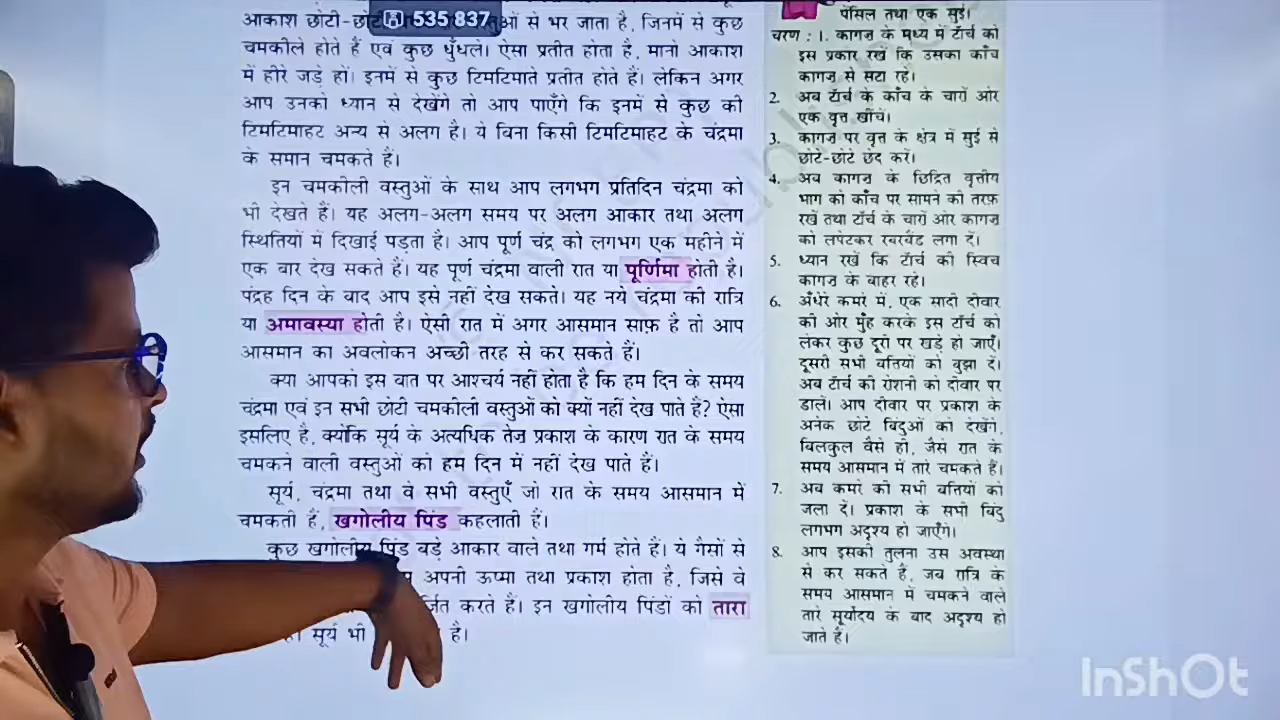 आकाश छोटी-छोटी
535 837
ओं से भर जाता है, जिनमें से कुछ
चमकीले होते हैं एवं कुछ धुँधले। ऐसा प्रतीत होता है, मानो आकाश
में हीरे जड़े हों। इनमें से कुछ टिमटिमाते प्रतीत होते हैं। लेकिन अगर
आप उनको ध्यान से देखेंगे तो आप पाएँगे कि इनमें से कुछ की
टिमटिमाहट अन्य से अलग है। ये बिना किसी टिमटिमाहट के चंद्रमा
के समान चमकते हैं।
इन चमकीली वस्तुओं के साथ आप लगभग प्रतिदिन चंद्रमा को
भी देखते हैं। यह अलग-अलग समय पर अलग आकार तथा अलग
स्थितियों में दिखाई पड़ता है। आप पूर्ण चंद्र को लगभग एक महीने में
एक बार देख सकते हैं। यह पूर्ण चंद्रमा वाली रात या पूर्णिमा होती है।
पंद्रह दिन के बाद आप इसे नहीं देख सकते। यह नये चंद्रमा की रात्रि
या अमावस्या होती है। ऐसी रात में अगर आसमान साफ़ है तो आप
आसमान का अवलोकन अच्छी तरह से कर सकते हैं।
क्या आपको इस बात पर आश्चर्य नहीं होता है कि हम दिन के समय
चंद्रमा एवं इन सभी छोटी चमकीली वस्तुओं को क्यों नहीं देख पाते हैं? ऐसा
इसलिए है, क्योंकि सूर्य के अत्यधिक तेज़ प्रकाश के कारण रात के समय
चमकने वाली वस्तुओं को हम दिन में नहीं देख पाते हैं।
सूर्य, चंद्रमा तथा वे सभी वस्तुएँ जो रात के समय आसमान में
चमकती हैं, खगोलीय पिंड कहलाती हैं।
कुछ खगोलीय पिंड बड़े आकार वाले तथा गर्म होते हैं। ये गैसों से
अपनी ऊष्मा तथा प्रकाश होता है, जिसे वे
र्जित करते हैं। इन खगोलीय पिंडों को तारा
सूर्य भी है।
पेंसिल तथा एक सुई।
चरण : 1. कागज़ के मध्य में टॉर्च को
इस प्रकार रखें कि उसका काँच
कागज़ से सटा रहे।
2. अब टॉर्च के काँच के चारों ओर
एक वृत्त खींचें।
3. कागज़ पर वृत्त के क्षेत्र में सुई से
छोटे-छोटे छेद करें।
4. अब कागज़ के छिद्रित वृत्तीय
भाग को काँच पर सामने की तरफ़
रखें तथा टॉर्च के चारों ओर कागज़
को लपेटकर रबरबैंड लगा दें।
5. ध्यान रखें कि टॉर्च की स्विच
कागज़ के बाहर रहे।
6. अँधेरे कमरे में, एक सादी दीवार
की ओर मुँह करके इस टॉर्च को
लेकर कुछ दूरी पर खड़े हो जाएँ।
दूसरी सभी बत्तियों को बुझा दें।
अब टॉर्च की रोशनी को दीवार पर
डालें। आप दीवार पर प्रकाश के
अनेक छोटे बिंदुओं को देखेंगे,
बिलकुल वैसे ही, जैसे रात के
समय आसमान में तारे चमकते हैं।
7. अब कमरे की सभी बत्तियों को
जला दें। प्रकाश के सभी बिंदु
लगभग अदृश्य हो जाएँगे।
8. आप इसकी तुलना उस अवस्था
से कर सकते हैं, जब रात्रि के
समय आसमान में चमकने वाले
तारे सूर्योदय के बाद अदृश्य हो
जाते हैं।
InShOt